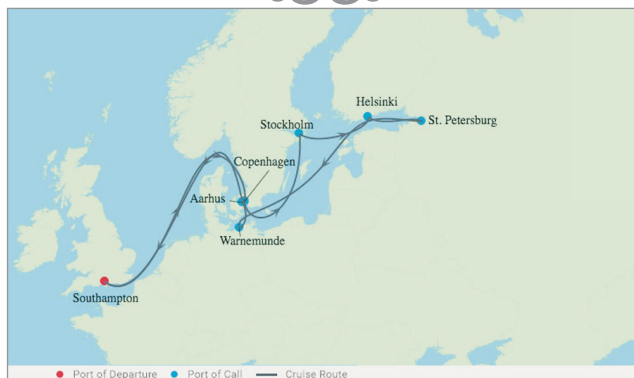 Helsinki
Stockholm
St. Petersburg
Copenhagen
Aarhus
Warnemunde
Southampton
Port of Departure Port of Call Cruise Route